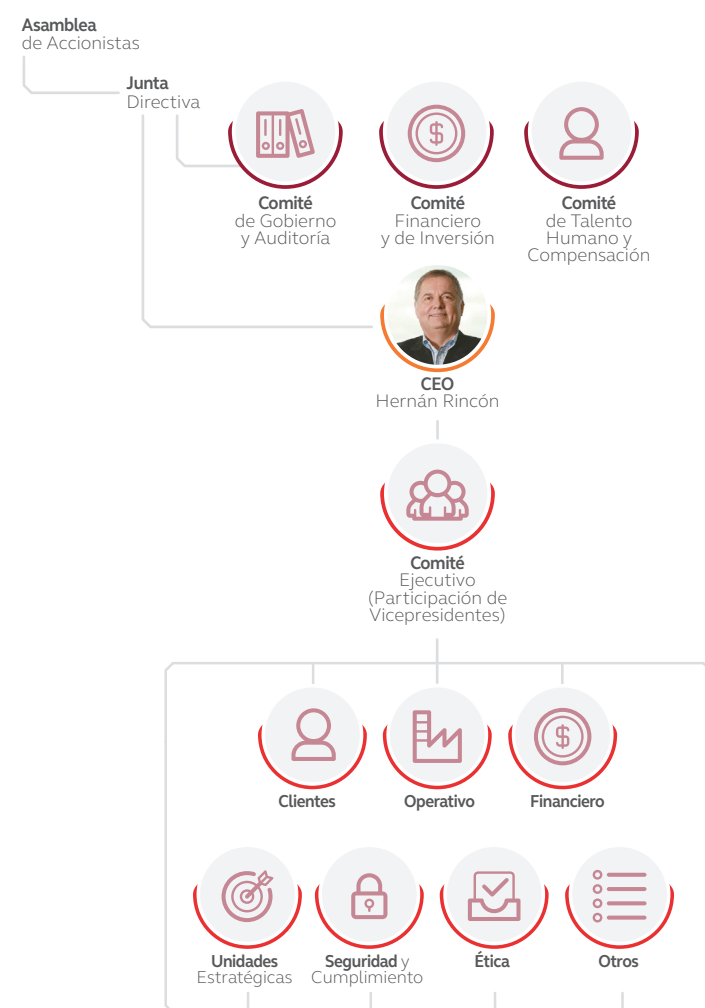 Asamblea
de Accionistas
Junta
Directiva
Comité
de Gobierno
y Auditoría
Comité
Financiero
y de Inversión
Comité
de Talento
Humano y
Compensación
CEO
Hernán Rincón
Comité
Ejecutivo
(Participación de
Vicepresidentes)
Clientes
Operativo
Financiero
Unidades
Estratégicas
Seguridad y
Cumplimiento
Ética
Otros